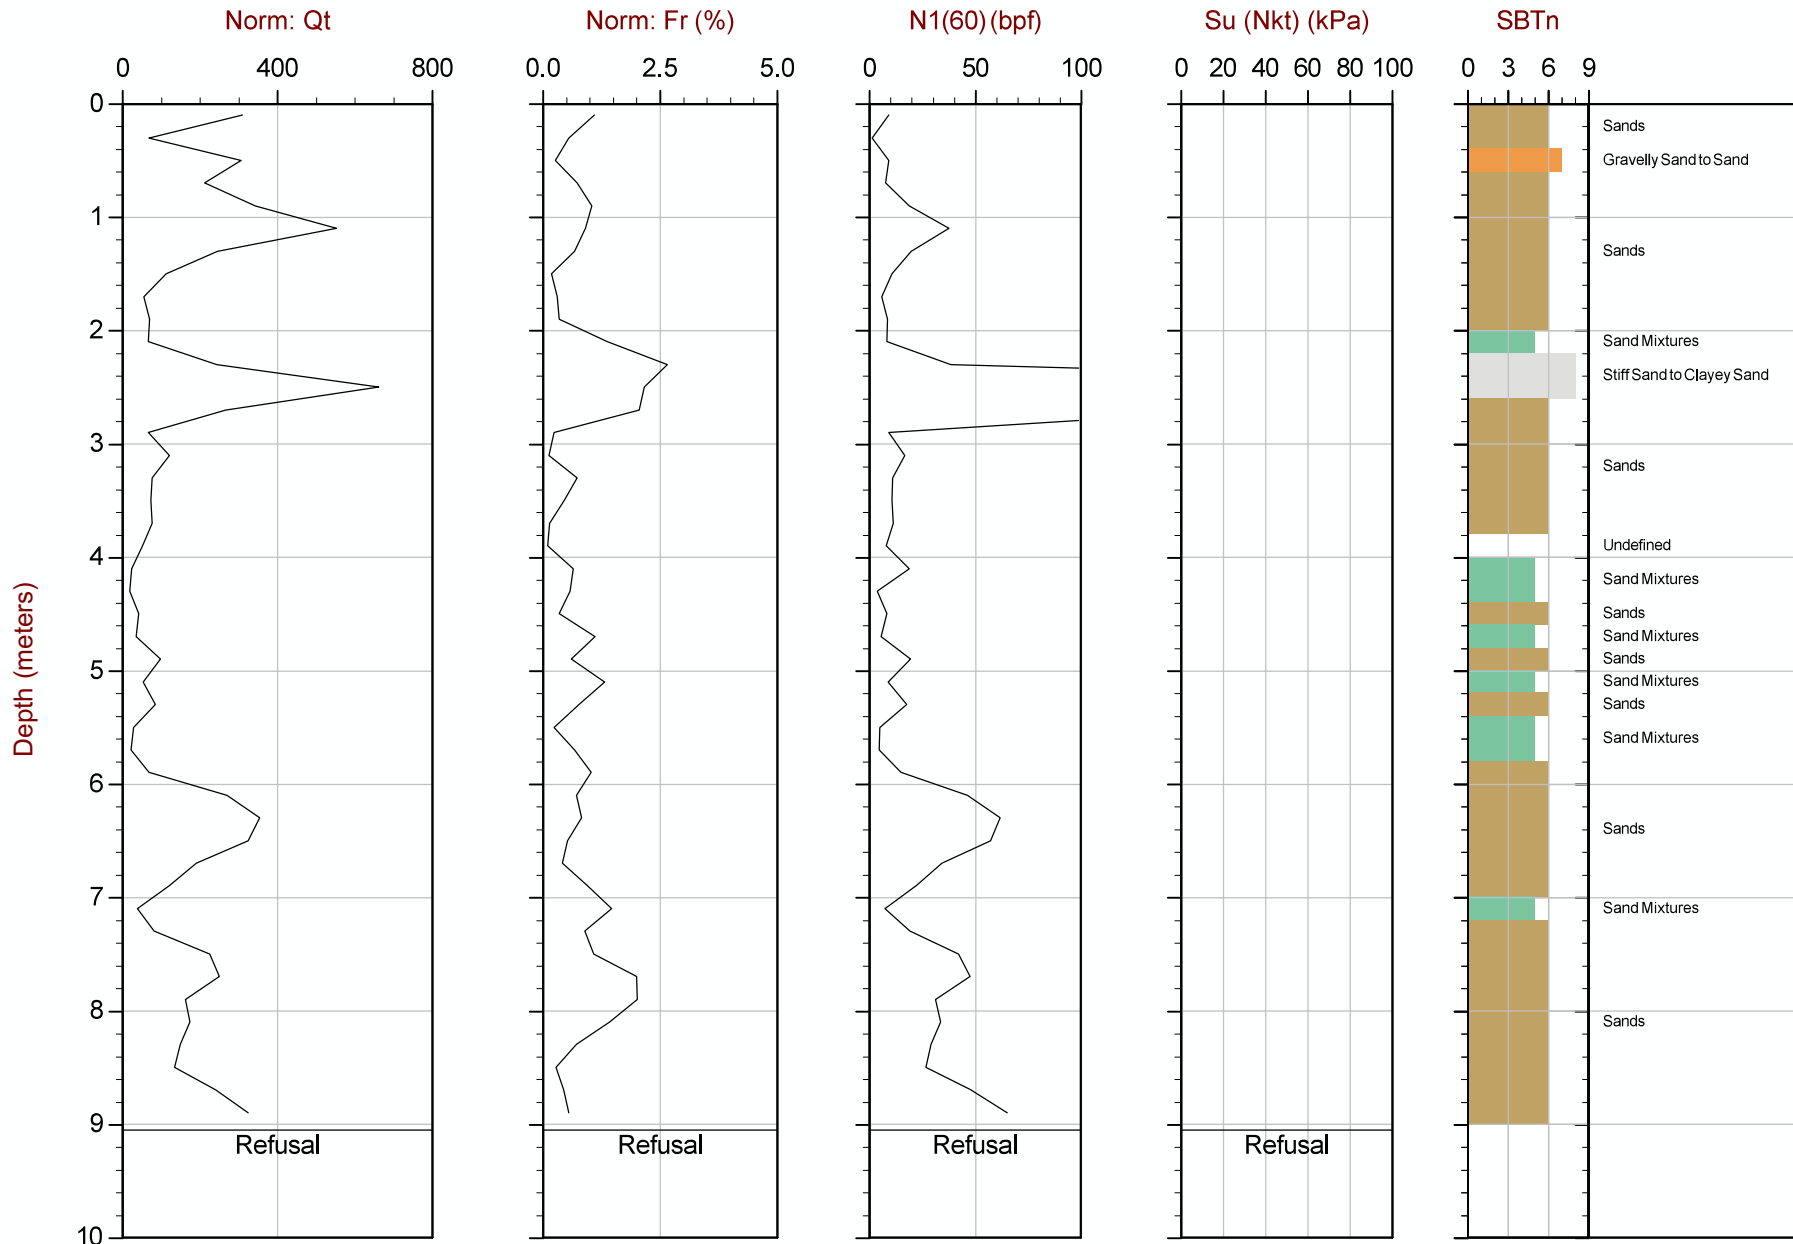 Norm: Qt Norm: Fr (%) N1(60) (bpf) Su (Nkt) (kPa) SBTn
0 400 800 0.0 2.5 5.0 0 50 100 0 20 40 60 80 100 0 3 6 9
0
Sands
Gravelly Sand to Sand
1
Sands
2
Sand Mixtures
Stiff Sand to Clayey Sand
3
Sands
Undefined
4
Sand Mixtures
Sands
Sand Mixtures
Sands
5
Sand Mixtures
Sands
Depth (meters)
Sand Mixtures
6
Sands
7
Sand Mixtures
8
Sands
9
Refusal Refusal Refusal Refusal
10